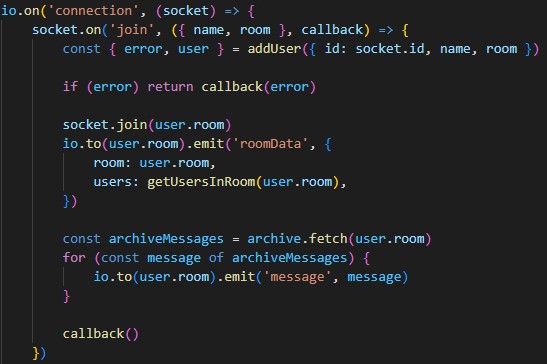 io.on('connection', (socket) => {
    socket.on('join', ({ name, room }, callback) => {
        const { error, user } = addUser({ id: socket.id, name, room })

        if (error) return callback(error)

        socket.join(user.room)
        io.to(user.room).emit('roomData', {
            room: user.room,
            users: getUsersInRoom(user.room),
        })

        const archiveMessages = archive.fetch(user.room)
        for (const message of archiveMessages) {
            io.to(user.room).emit('message', message)
        }

        callback()
    })